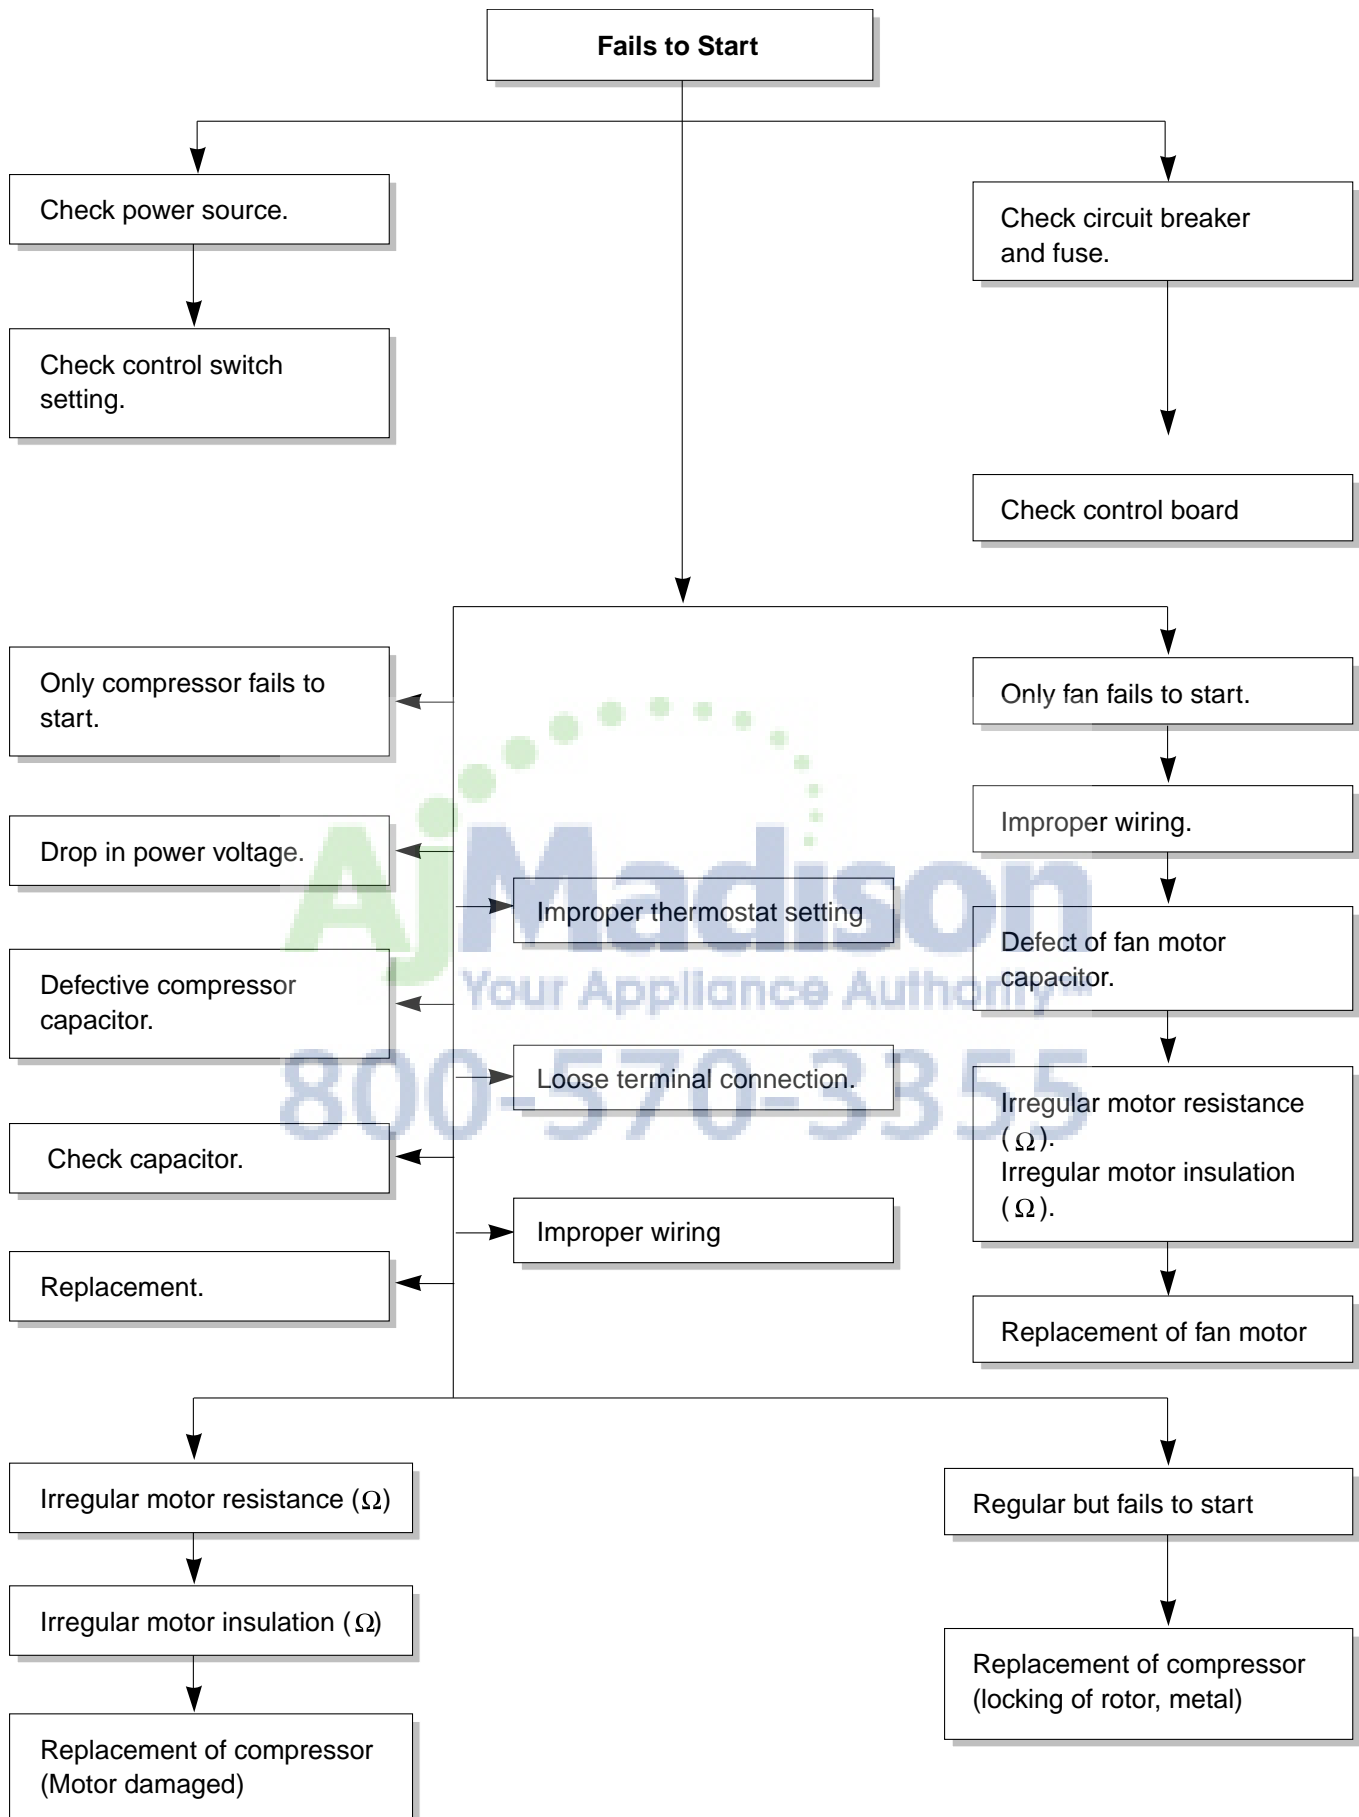 Fails to Start
Check power source.
Check circuit breaker
and fuse.
Check control switch
setting.
Check control board
Only compressor fails to
start.
Only fan fails to start.
Drop in power voltage.
Improper wiring.
Improper thermostat setting
Defect of fan motor
capacitor.
Defective compressor
capacitor.
Loose terminal connection.
Irregular motor resistance
(Ω).
Irregular motor insulation
(Ω).
Check capacitor.
Improper wiring
Replacement.
Replacement of fan motor
Irregular motor resistance (Ω)
Regular but fails to start
Irregular motor insulation (Ω)
Replacement of compressor
(locking of rotor, metal)
Replacement of compressor
(Motor damaged)
AjMadison
Your Appliance Authority™
800-570-3355